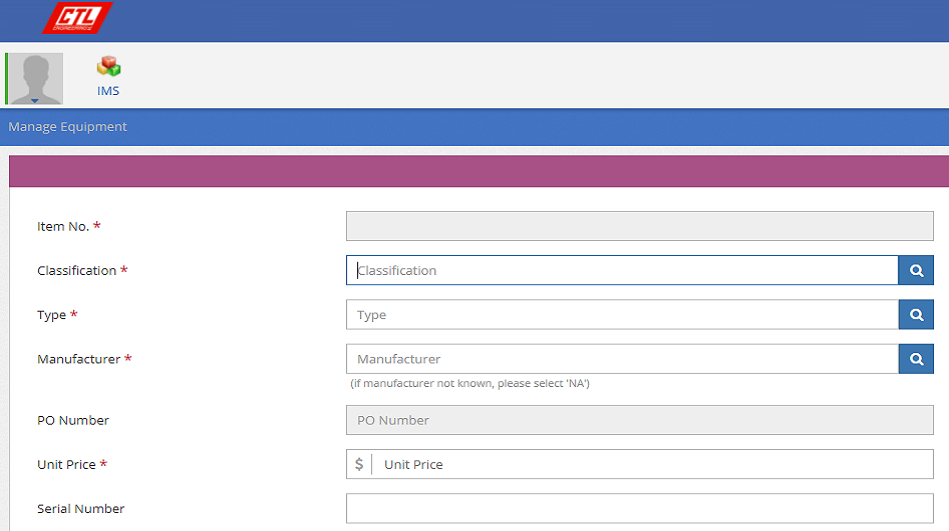 CTL
ENGINEERING
IMS
Manage Equipment
Item No. *
Classification * Classification
Type * Type
Manufacturer * Manufacturer
(if manufacturer not known, please select 'NA')
PO Number PO Number
Unit Price * $ Unit Price
Serial Number